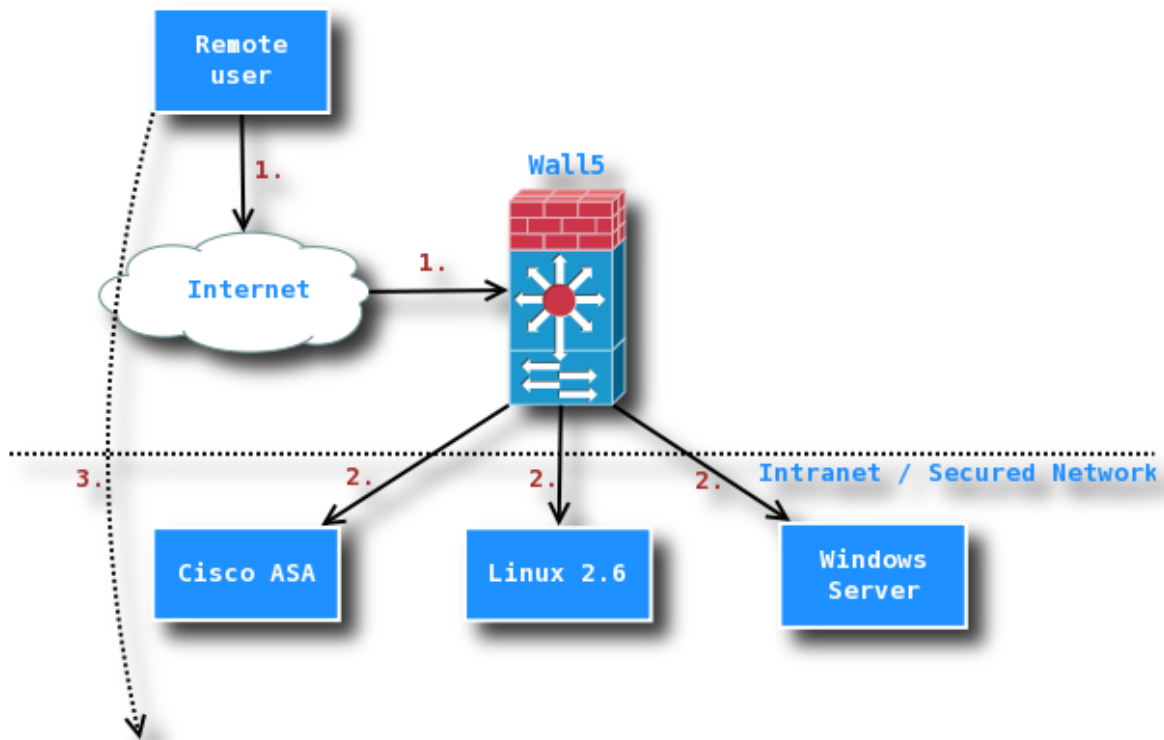 Remote
user
1.
Wall5
1.
Internet
3.
2.
2.
2.
Intranet / Secured Network
Cisco ASA
Linux 2.6
Windows
Server